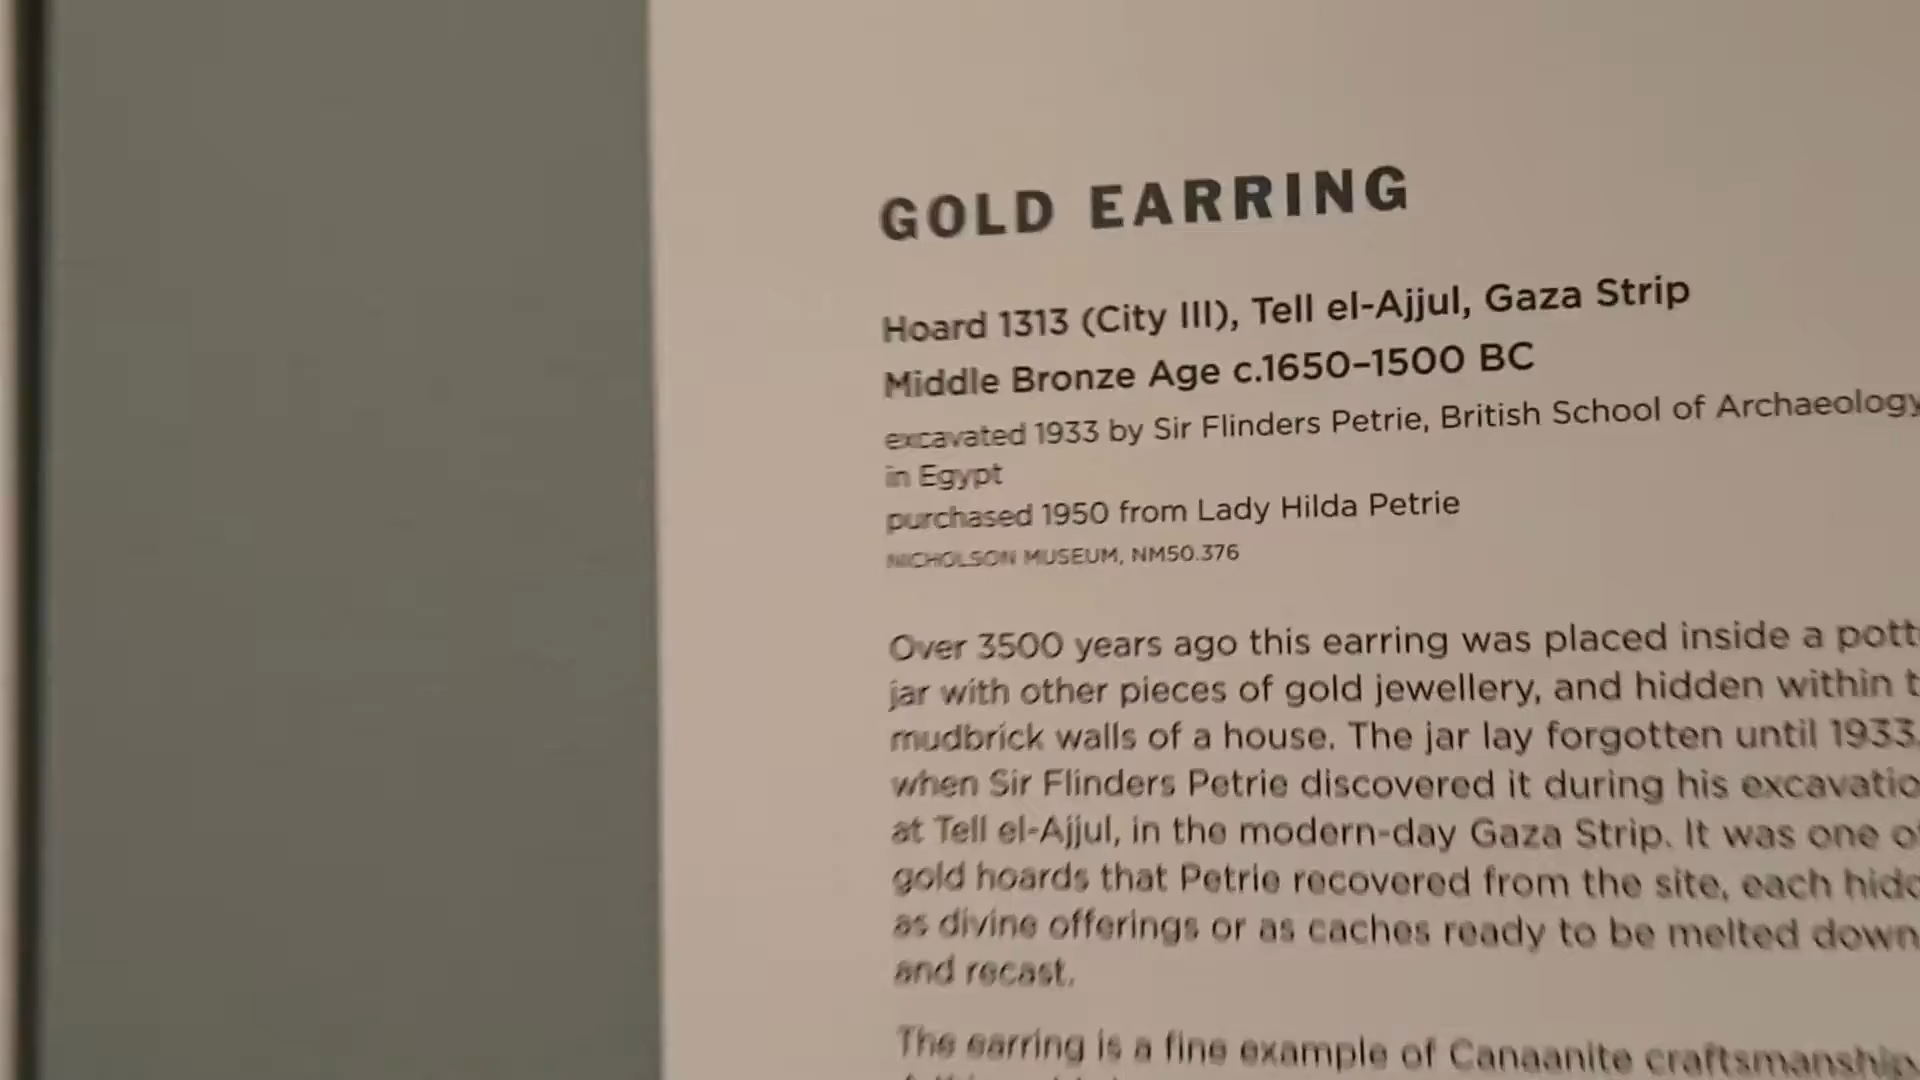 GOLD EARRING
Hoard 1313 (City III), Tell el-Ajjul, Gaza Strip
Middle Bronze Age c.1650–1500 BC
excavated 1933 by Sir Flinders Petrie, British School of Archaeology
in Egypt
purchased 1950 from Lady Hilda Petrie
NICHOLSON MUSEUM, NM50.376
Over 3500 years ago this earring was placed inside a
jar with other pieces of gold jewellery, and hidden within
mudbrick walls of a house. The jar lay forgotten until 1933,
when Sir Flinders Petrie discovered it during his
at Tell el-Ajjul, in the modern-day Gaza Strip. It was one
gold hoards that Petrie recovered from the site, each
as divine offerings or as caches ready to be melted down
and recast.
The earring is a fine example of Canaanite craftsmanship